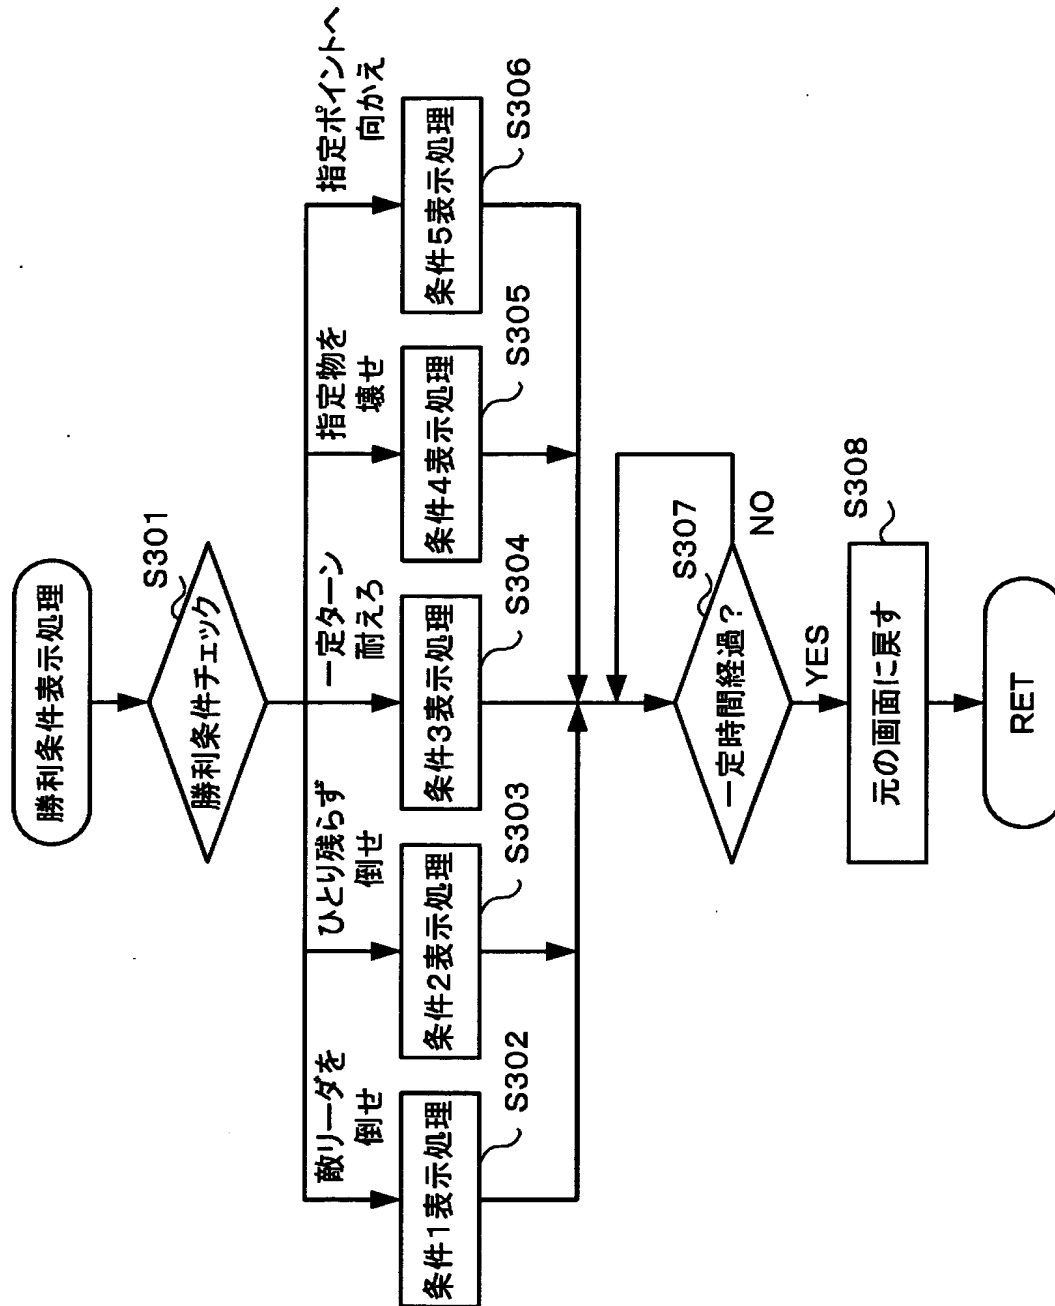 勝利条件表示処理
S301
勝利条件チェック
敵リーダを
倒せ
ひとり残らず
倒せ
一定ターン
耐えろ
指定物を
壊せ
指定ポイントへ
向かえ
条件1表示処理
S302
条件2表示処理
S303
条件3表示処理
S304
条件4表示処理
S305
条件5表示処理
S306
S307
一定時間経過?
NO
YES
S308
元の画面に戻す
RET